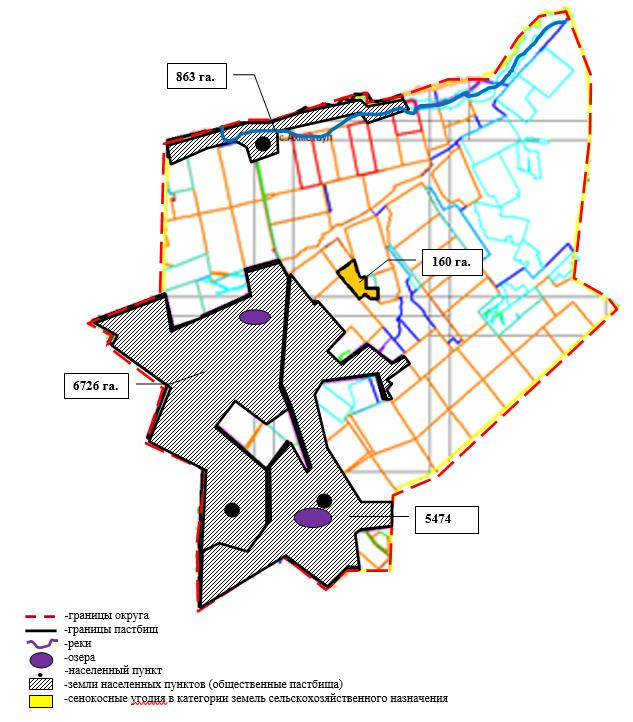 863 га.
с Ахметаул
160 га.
6726 га.
5474
-границы округа
-границы пастбищ
-реки
-озера
-населенный пункт
-земли населенных пунктов (общественные пастбища)
-сенокосные угодия в категории земель сельскохозяйственного назначения